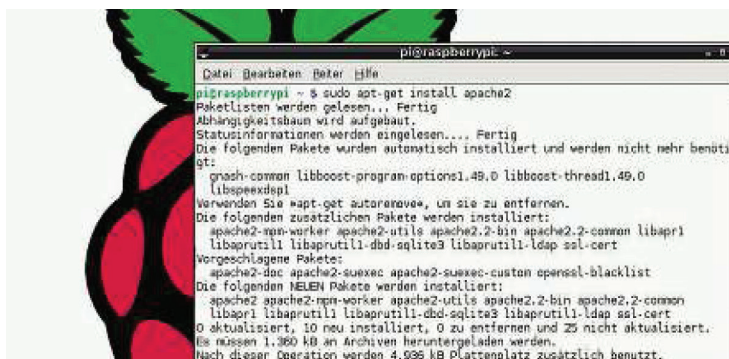 pi@raspberrypi: ~
Datei Bearbeiten Reiter Hilfe
pi@raspberrypi ~ $ sudo apt-get install apache2
Paketlisten werden gelesen... Fertig
Abhängigkeitsbaum wird aufgebaut.
Statusinformationen werden eingelesen.... Fertig
Die folgenden Pakete wurden automatisch installiert und werden nicht mehr benöti
gt:
gnash-common libboost-program-options1.49.0 libboost-thread1.49.0
libspeexdsp1
Verwenden Sie »apt-get autoremove«, um sie zu entfernen.
Die folgenden zusätzlichen Pakete werden installiert:
apache2-mpm-worker apache2-utils apache2.2-bin apache2.2-common libapr1
libaprutil1 libaprutil1-dbd-sqlite3 libaprutil1-ldap ssl-cert
Vorgeschlagene Pakete:
apache2-doc apache2-suexec apache2-suexec-custom openssl-blacklist
Die folgenden NEUEN Pakete werden installiert:
apache2 apache2-mpm-worker apache2-utils apache2.2-bin apache2.2-common
libapr1 libaprutil1 libaprutil1-dbd-sqlite3 libaprutil1-ldap ssl-cert
0 aktualisiert, 10 neu installiert, 0 zu entfernen und 25 nicht aktualisiert.
Es müssen 1.360 kB an Archiven heruntergeladen werden.
Nach dieser Operation werden 4.936 kB Plattenplatz zusätzlich benutzt.